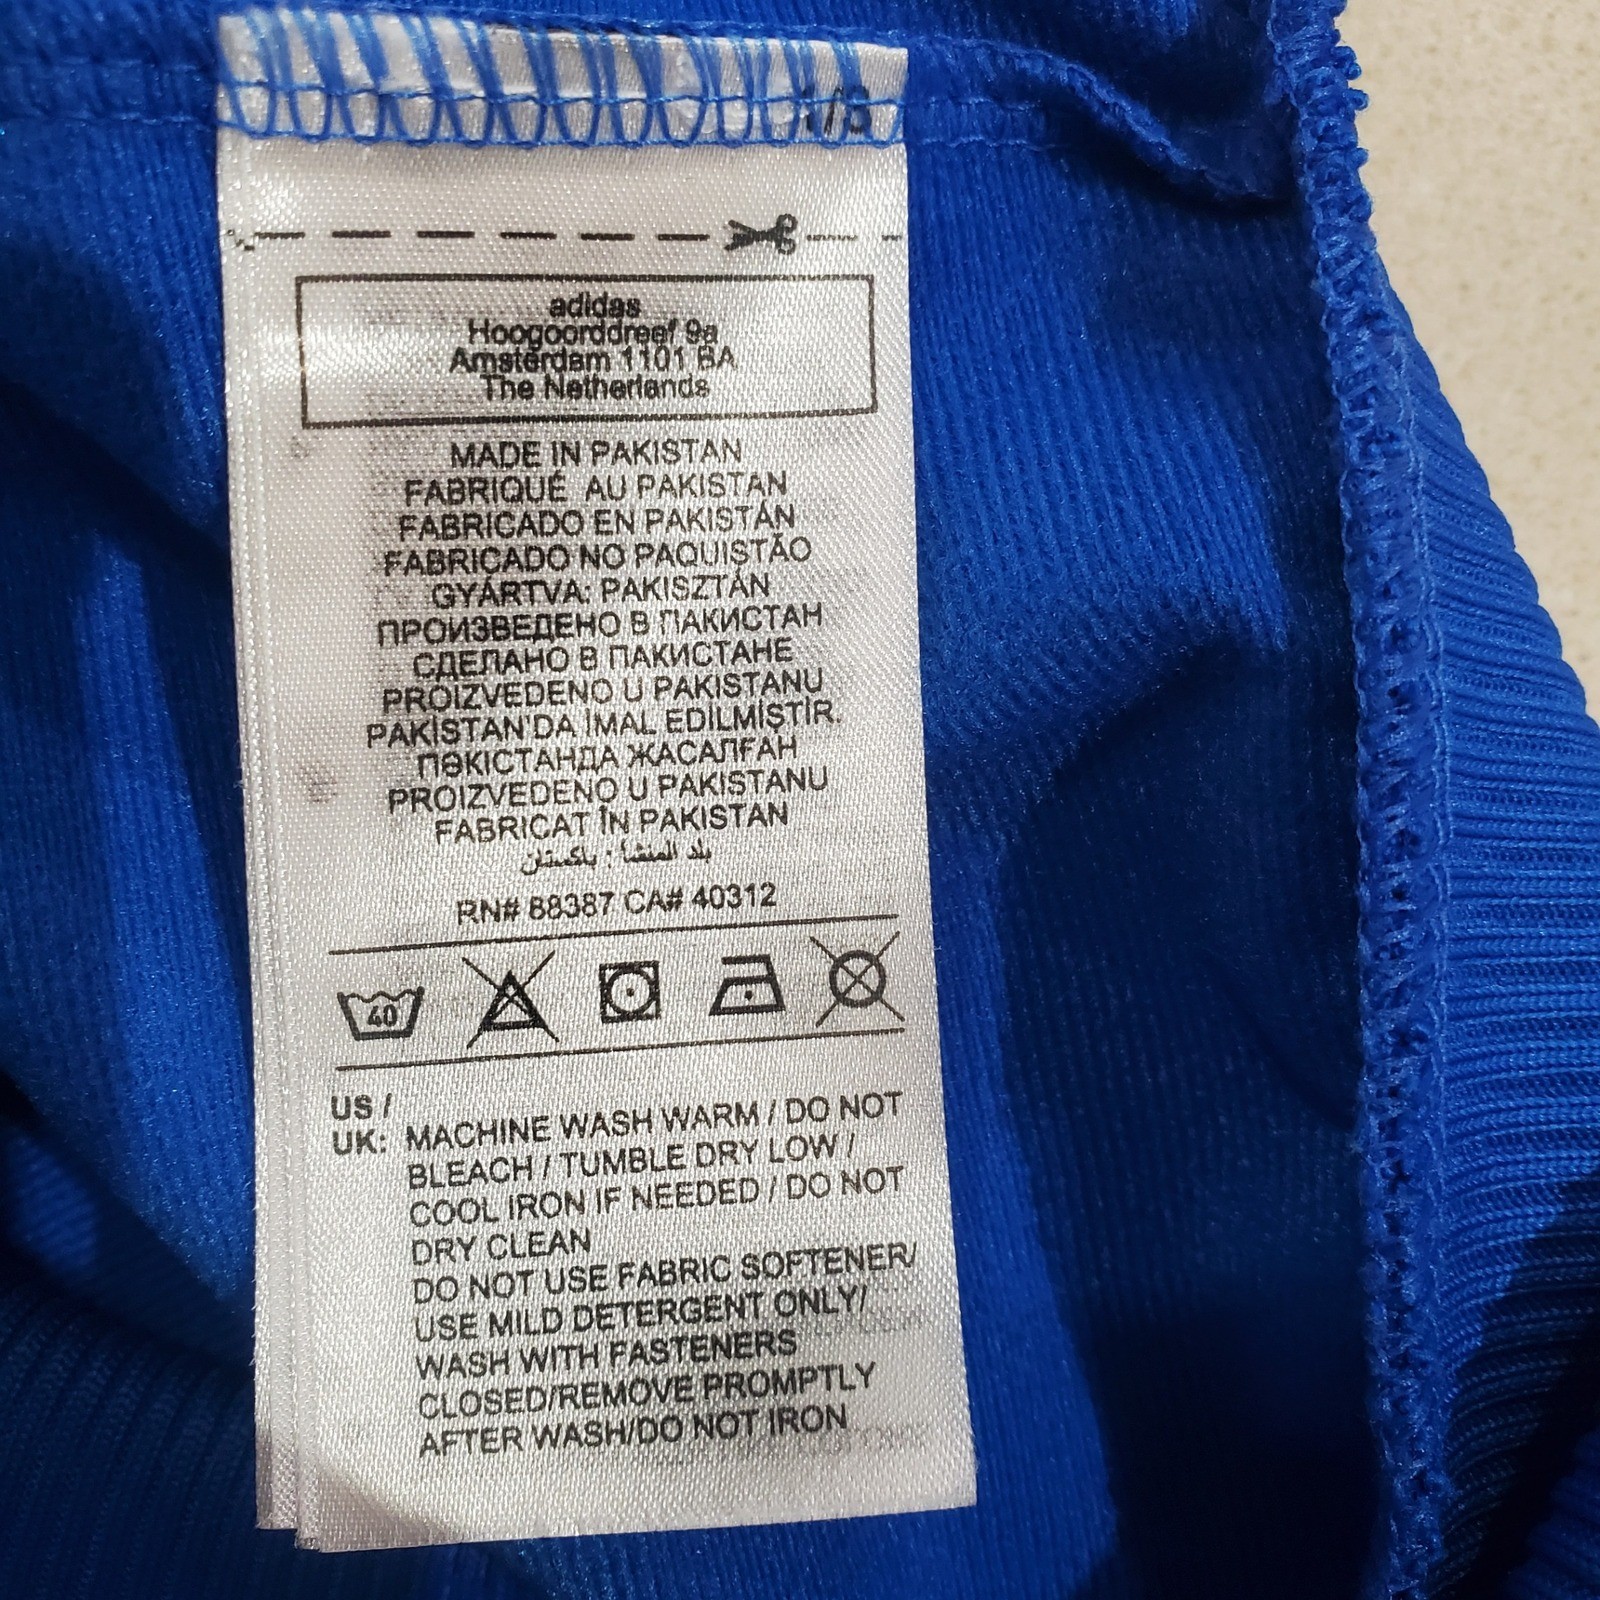 1/8
adidas
Hoogoorddreef 9a
Amsterdam 1101 BA
The Netherlands
MADE IN PAKISTAN
FABRIQUÉ AU PAKISTAN
FABRICADO EN PAKISTÁN
FABRICADO NO PAQUISTÃO
GYÁRTVA: PAKISZTÁN
ПРОИЗВЕДЕНО В ПАКИСТАН
СДЕЛАНО В ПАКИСТАНЕ
PROIZVEDENO U PAKISTANU
PAKİSTAN'DA İMAL EDİLMİŞTİR.
ПӘКІСТАНДА ЖАСАЛҒАН
PROIZVEDENO U PAKISTANU
FABRICAT ÎN PAKISTAN
بلد المنشأ : باكستان
RN# 88387 CA# 40312
40
US /
UK: MACHINE WASH WARM / DO NOT
BLEACH / TUMBLE DRY LOW /
COOL IRON IF NEEDED / DO NOT
DRY CLEAN
DO NOT USE FABRIC SOFTENER/
USE MILD DETERGENT ONLY/
WASH WITH FASTENERS
CLOSED/REMOVE PROMPTLY
AFTER WASH/DO NOT IRON